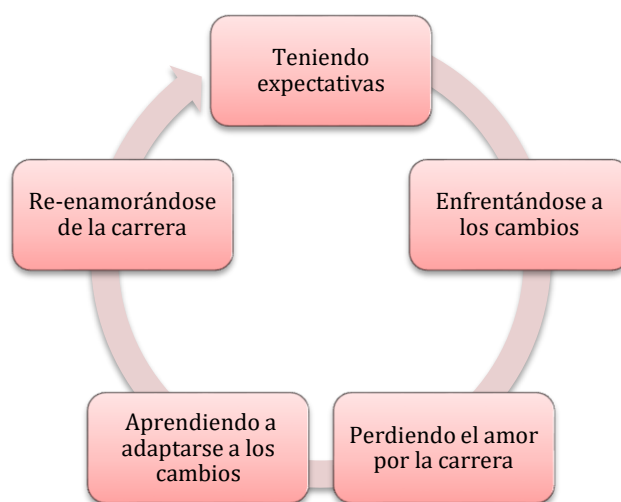 Teniendo
expectativas
Enfrentándose a
los cambios
Perdiendo el amor
por la carrera
Aprendiendo a
adaptarse a los
cambios
Re-enamorándose
de la carrera